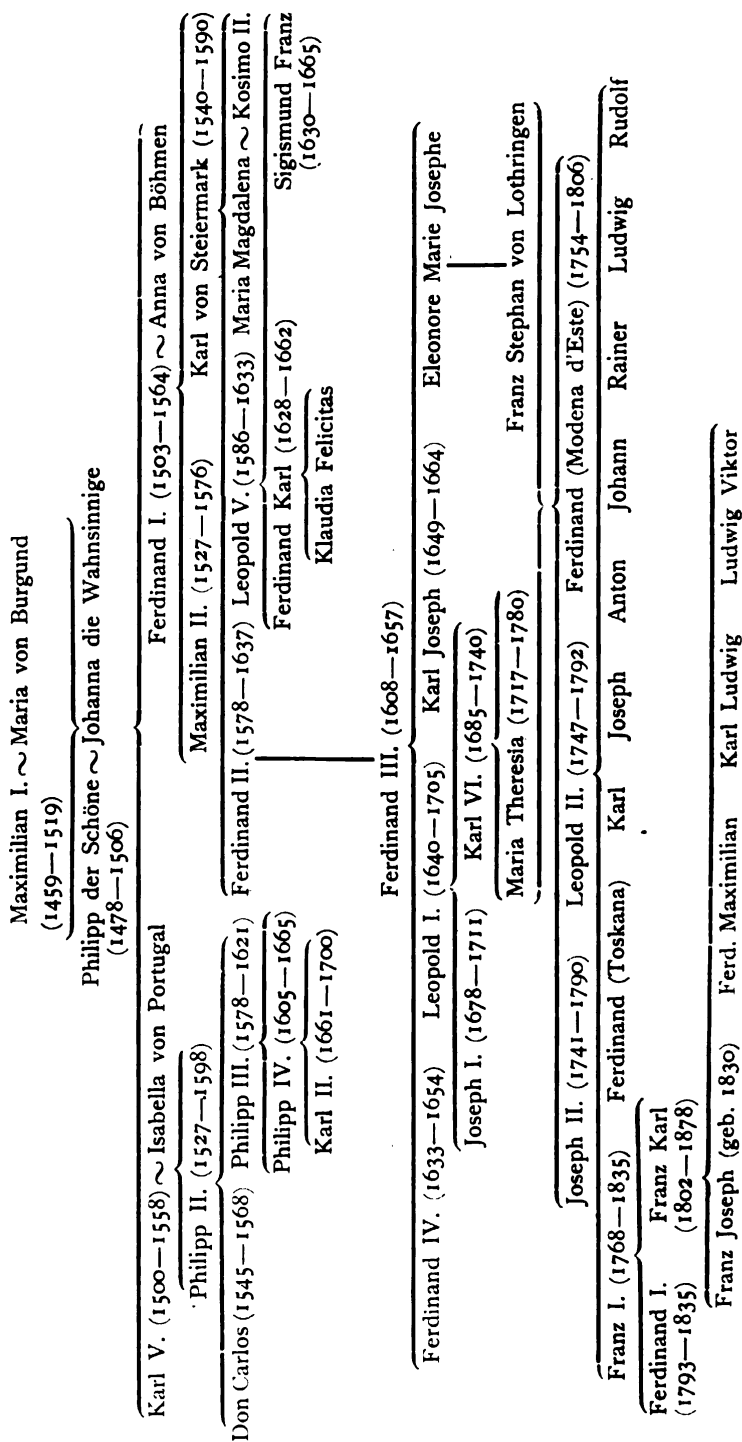 Maximilian I. ~ Maria von Burgund
(1459—1519)
Philipp der Schöne ~ Johanna die Wahnsinnige
(1478—1506)
Karl V. (1500—1558) ~ Isabella von Portugal Ferdinand I. (1503—1564) ~ Anna von Böhmen
Philipp II. (1527—1598) Maximilian II. (1527—1576) Karl von Steiermark (1540—1590)
Don Carlos (1545—1568) Philipp III. (1578—1621) Ferdinand II. (1578—1637) Leopold V. (1586—1633) Maria Magdalena ~ Kosimo II.
Philipp IV. (1605—1665) Ferdinand Karl (1628—1662) Sigismund Franz
(1630—1665)
Karl II. (1661—1700) Klaudia Felicitas
Ferdinand III. (1608—1657)
Ferdinand IV. (1633—1654) Leopold I. (1640—1705) Karl Joseph (1649—1664) Eleonore Marie Josephe
Joseph I. (1678—1711) Karl VI. (1685—1740)
Maria Theresia (1717—1780) Franz Stephan von Lothringen
Joseph II. (1741—1790) Leopold II. (1747—1792) Ferdinand (Modena d'Este) (1754—1806)
Franz I. (1768—1835) Ferdinand (Toskana) Karl Joseph Anton Johann Rainer Ludwig Rudolf
Ferdinand I. Franz Karl
(1793—1835) (1802—1878)
Franz Joseph (geb. 1830) Ferd. Maximilian Karl Ludwig Ludwig Viktor